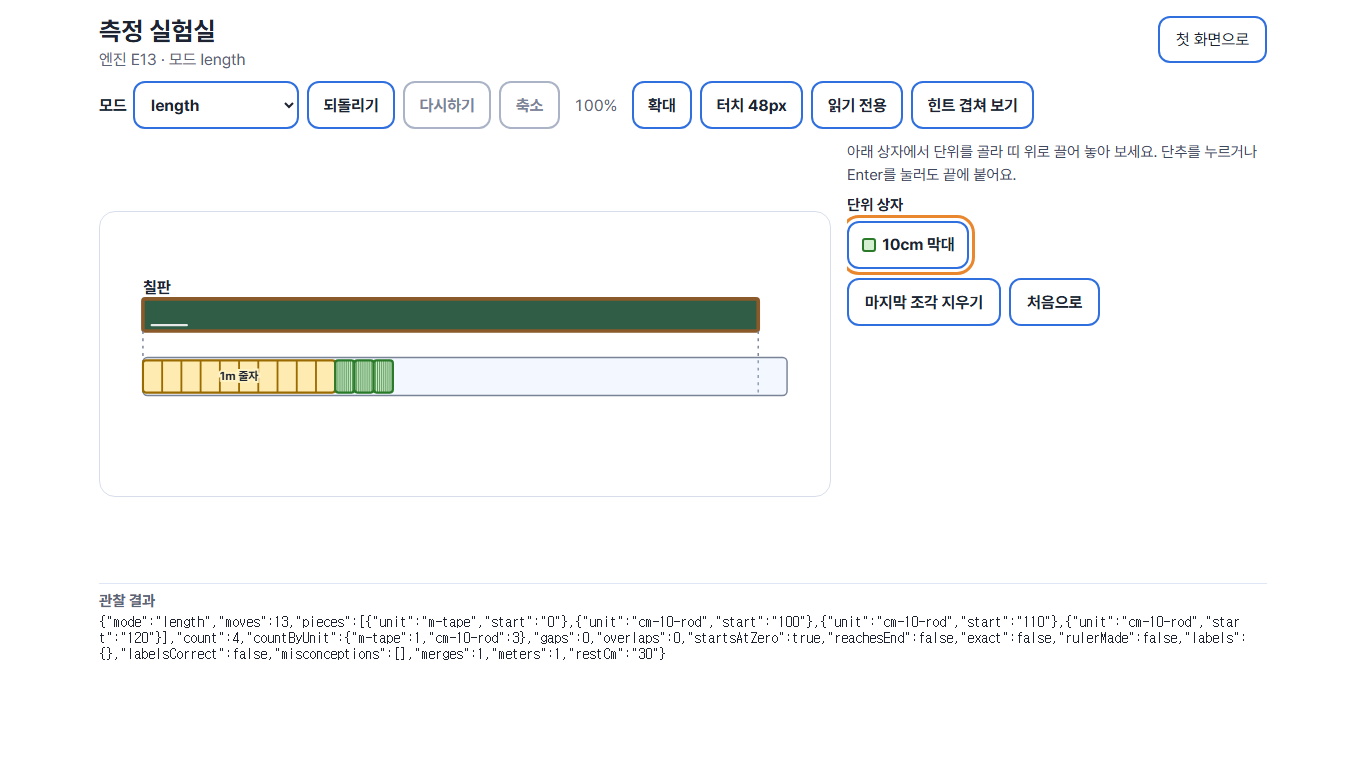 측정 실험실
엔진 E13 · 모드 length
첫 화면으로
모드 length 되돌리기 다시하기 축소 100% 확대 터치 48px 읽기 전용 힌트 겹쳐 보기
아래 상자에서 단위를 골라 띠 위로 끌어 놓아 보세요. 단추를 누르거나
Enter를 눌러도 끝에 붙어요.
단위 상자
10cm 막대
마지막 조각 지우기 처음으로
칠판
1m 줄자
관찰 결과
{"mode":"length","moves":13,"pieces":[{"unit":"m-tape","start":"0"},{"unit":"cm-10-rod","start":"100"},{"unit":"cm-10-rod","start":"110"},{"unit":"cm-10-rod","star
t":"120"}],"count":4,"countByUnit":{"m-tape":1,"cm-10-rod":3},"gaps":0,"overlaps":0,"startsAtZero":true,"reachesEnd":false,"exact":false,"rulerMade":false,"labels":
{},"labelsCorrect":false,"misconceptions":[],"merges":1,"meters":1,"restCm":"30"}